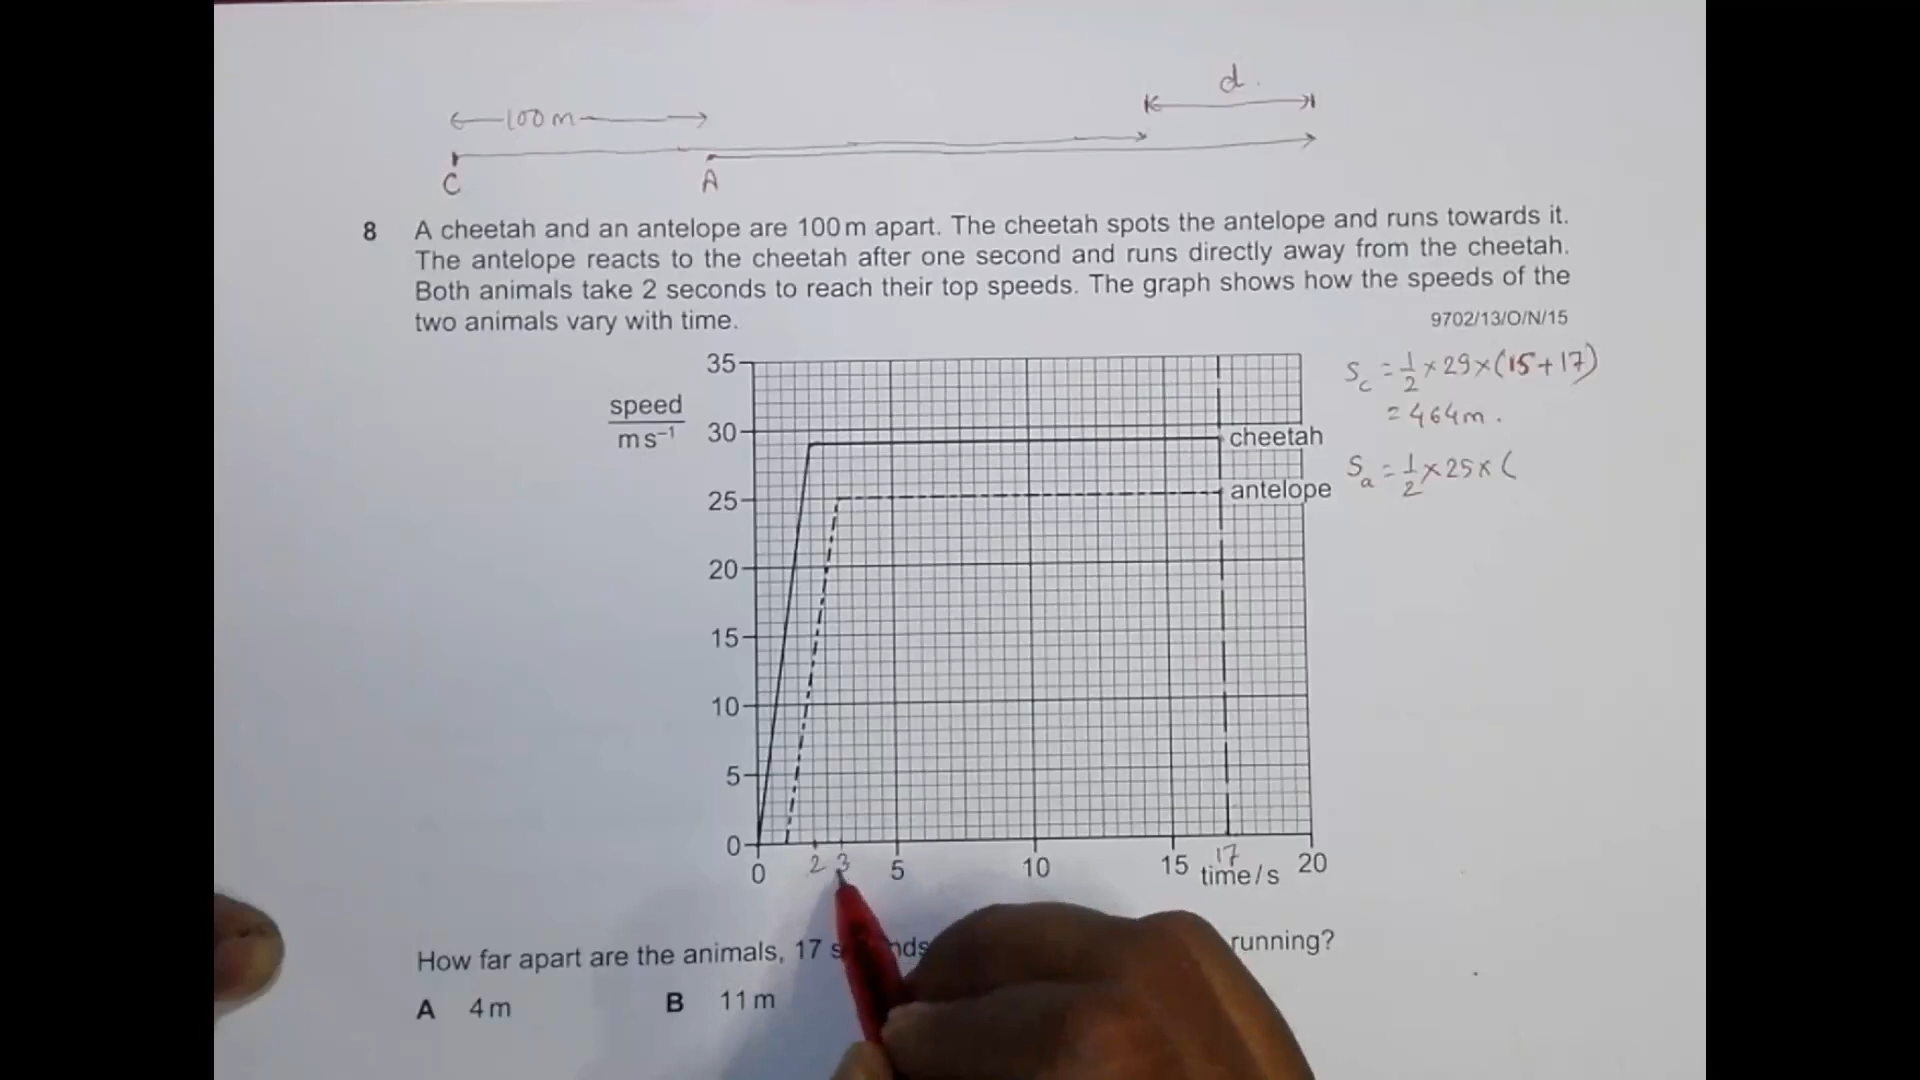 d.
100m
C A
8 A cheetah and an antelope are 100 m apart. The cheetah spots the antelope and runs towards it.
The antelope reacts to the cheetah after one second and runs directly away from the cheetah.
Both animals take 2 seconds to reach their top speeds. The graph shows how the speeds of the
two animals vary with time.
9702/13/O/N/15
35
speed
m s⁻¹
30
25
20
15
10
5
0
cheetah
antelope
0 2 3 5 10 15 17 20
time / s
Sc = 1/2 × 29 × (15+17)
= 464m.
Sa = 1/2 × 25 × (
How far apart are the animals, 17 running?
A 4 m B 11 m